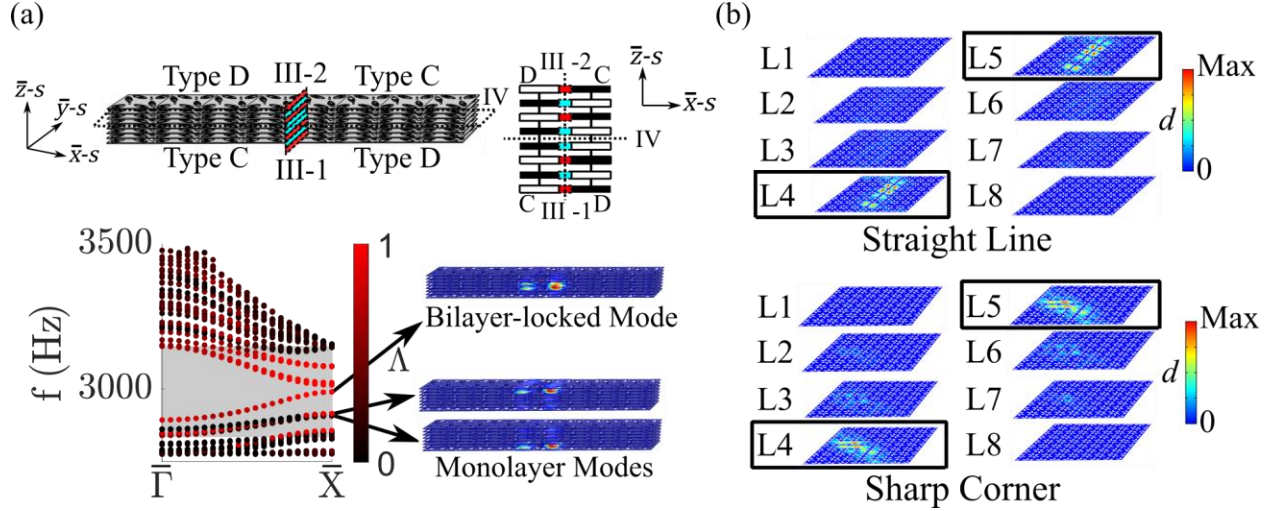 (a)
z̄-s
ȳ-s
x̄-s
Type D
III-2
Type C
IV
Type C
III-1
Type D
III -2
D
C
z̄-s
x̄-s
IV
C
III -1
D
3500
3000
f (Hz)
Γ̄
X̄
1
0
Λ
Bilayer-locked Mode
Monolayer Modes
(b)
L1
L2
L3
L4
L5
L6
L7
L8
Max
d
0
Straight Line
L1
L2
L3
L4
L5
L6
L7
L8
Max
d
0
Sharp Corner